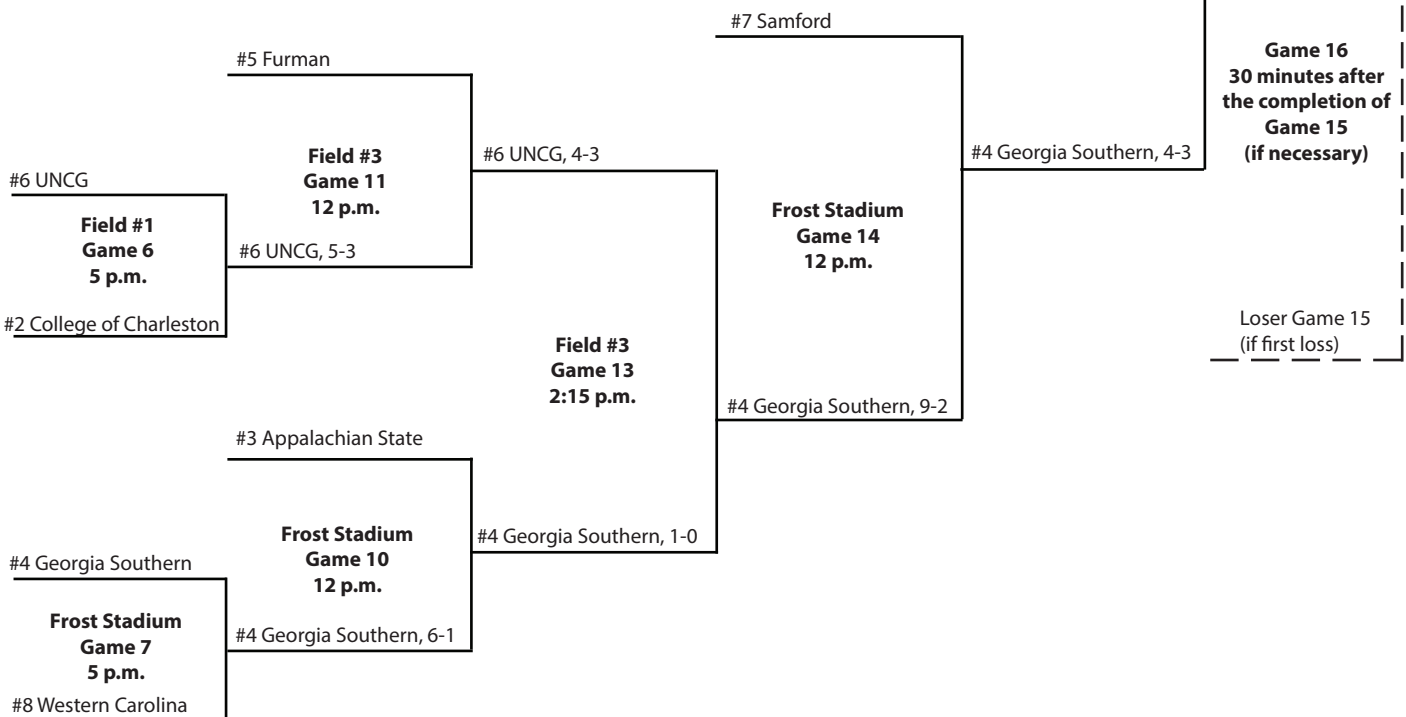 #7 Samford
#5 Furman
Game 16
30 minutes after
the completion of
Game 15
(if necessary)
Field #3
Game 11
12 p.m.
#6 UNCG, 4-3
#4 Georgia Southern, 4-3
#6 UNCG
Field #1
Game 6
5 p.m.
#6 UNCG, 5-3
Frost Stadium
Game 14
12 p.m.
#2 College of Charleston
Loser Game 15
(if first loss)
Field #3
Game 13
2:15 p.m.
#4 Georgia Southern, 9-2
#3 Appalachian State
Frost Stadium
Game 10
12 p.m.
#4 Georgia Southern, 1-0
#4 Georgia Southern
Frost Stadium
Game 7
5 p.m.
#4 Georgia Southern, 6-1
#8 Western Carolina